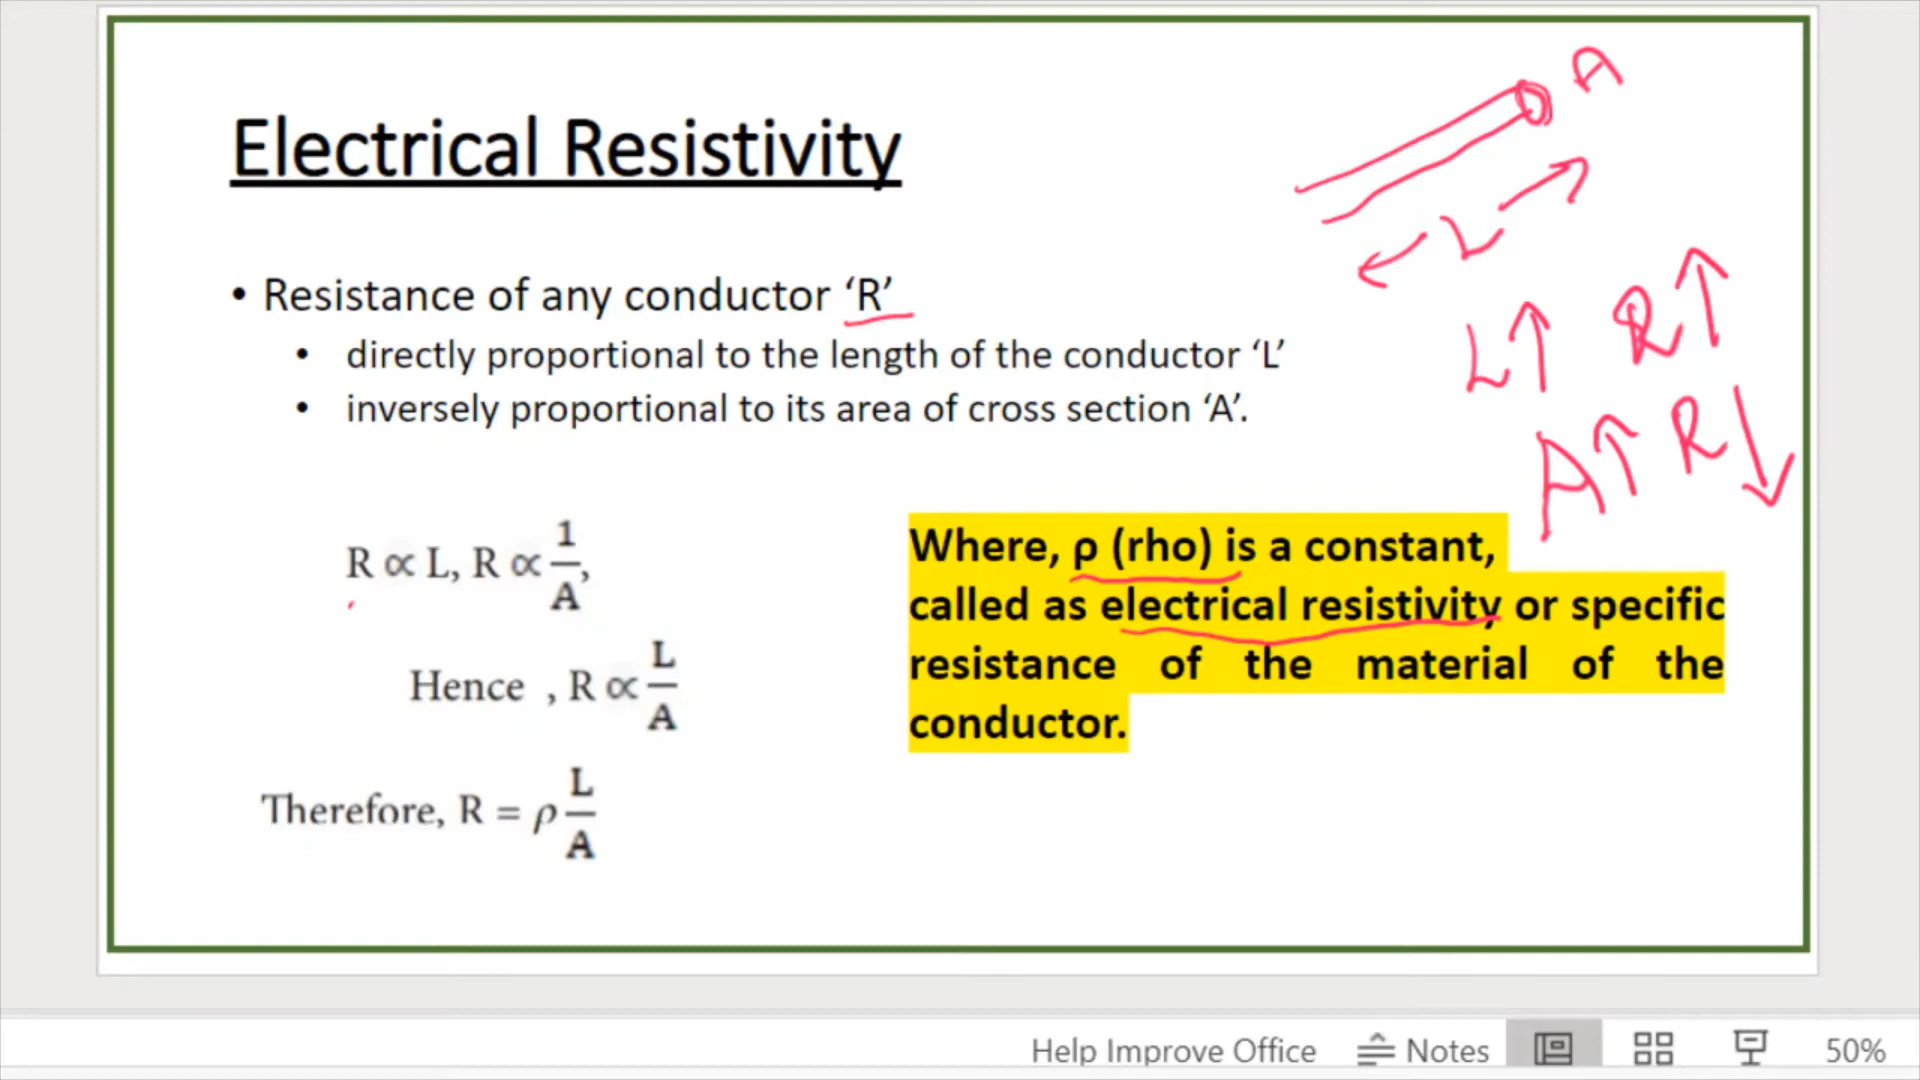 Electrical Resistivity
• Resistance of any conductor ‘R’
• directly proportional to the length of the conductor ‘L’
• inversely proportional to its area of cross section ‘A’.
R ∝ L, R ∝ 1/A,
Hence , R ∝ L/A
Therefore, R = ρ L/A
Where, ρ (rho) is a constant,
called as electrical resistivity or specific
resistance of the material of the
conductor.
A
← L →
L↑ R↑
A↑ R↓
Help Improve Office Notes 50%